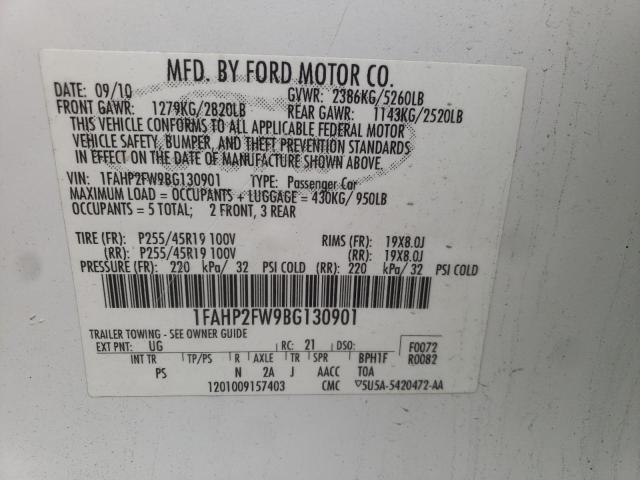 MFD. BY FORD MOTOR CO.
DATE: 09/10 GVWR: 2386KG/5260LB
FRONT GAWR: 1279KG/2820LB REAR GAWR: 1143KG/2520LB
THIS VEHICLE CONFORMS TO ALL APPLICABLE FEDERAL MOTOR
VEHICLE SAFETY, BUMPER, AND THEFT PREVENTION STANDARDS
IN EFFECT ON THE DATE OF MANUFACTURE SHOWN ABOVE.
VIN: 1FAHP2FW9BG130901 TYPE: Passenger Car
MAXIMUM LOAD = OCCUPANTS + LUGGAGE = 430KG/ 950LB
OCCUPANTS = 5 TOTAL; 2 FRONT, 3 REAR
TIRE (FR): P255/45R19 100V RIMS (FR): 19X8.0J
(RR): P255/45R19 100V (RR): 19X8.0J
PRESSURE (FR): 220 kPa/ 32 PSI COLD (RR): 220 kPa/ 32 PSI COLD
1FAHP2FW9BG130901
TRAILER TOWING - SEE OWNER GUIDE
EXT PNT: UG RC: 21 DSO: F0072
INT TR TP/PS R AXLE TR SPR BPH1F R0082
PS N 2A J AACC TOA
1201009157403 CMC ▽5U5A-5420472-AA